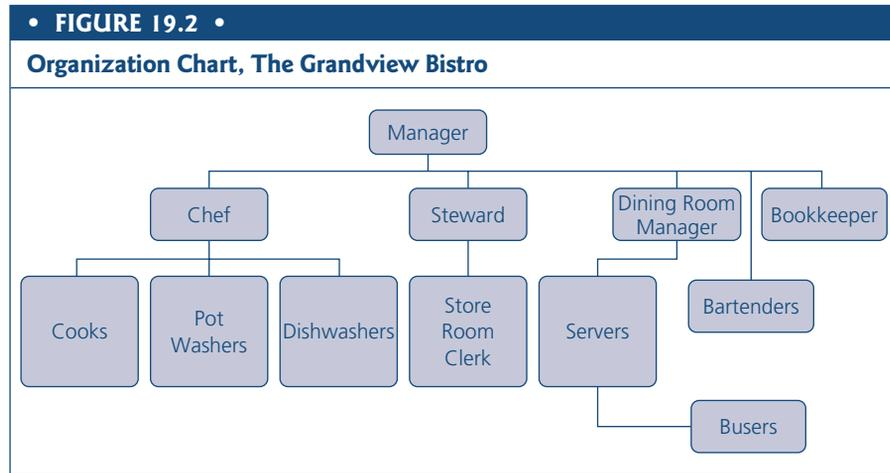 • FIGURE 19.2 •
Organization Chart, The Grandview Bistro
Manager
Chef
Steward
Dining Room
Manager
Bookkeeper
Cooks
Pot
Washers
Dishwashers
Store
Room
Clerk
Servers
Bartenders
Busers